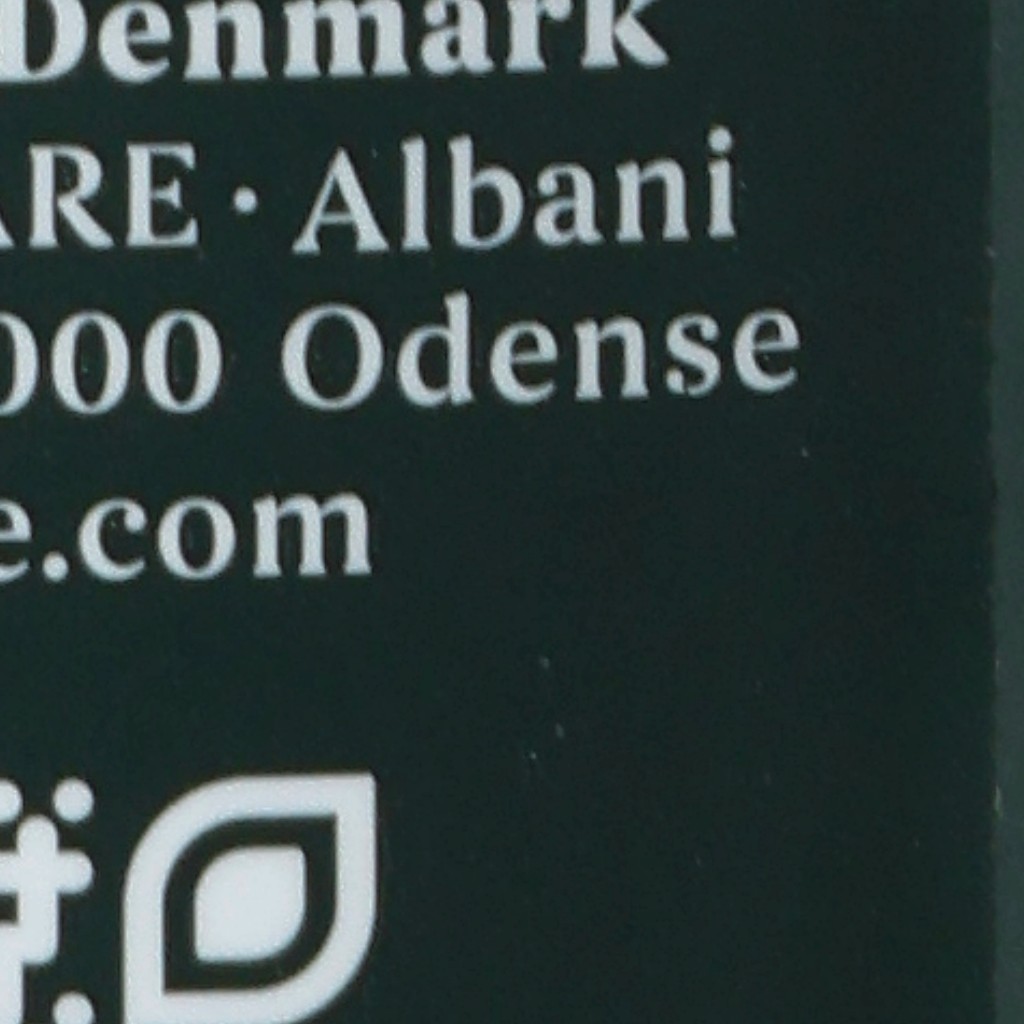 Denmark
ARE · Albani
000 Odense
e.com